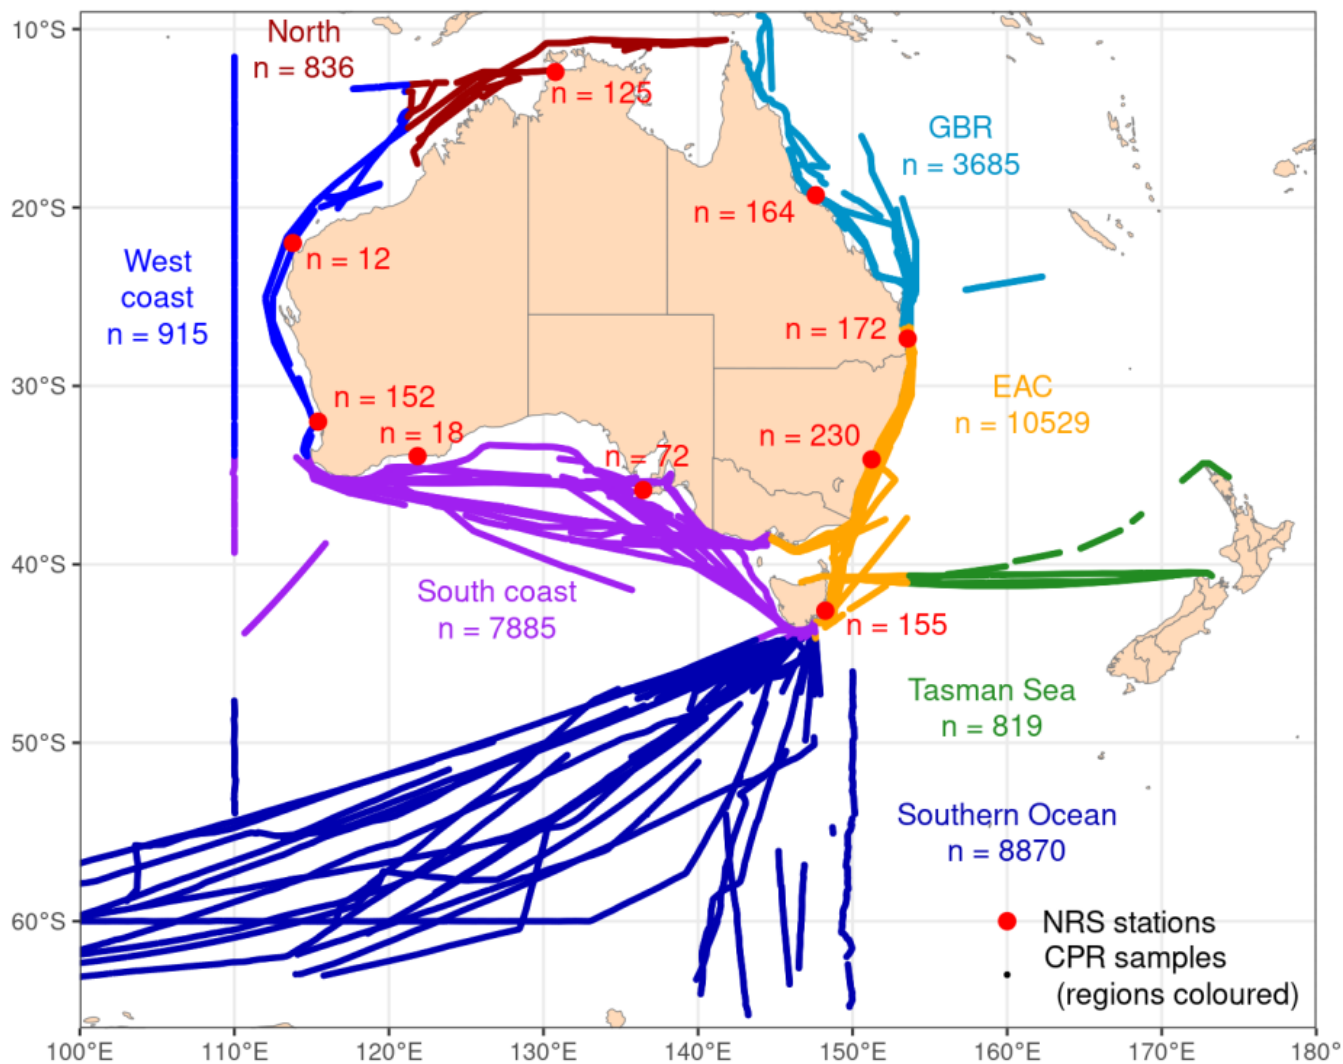 10°S
20°S
30°S
40°S
50°S
60°S
North
n = 836
n = 125
GBR
n = 3685
n = 164
n = 12
West
coast
n = 915
n = 172
n = 152
n = 18
EAC
n = 10529
n = 230
n = 72
South coast
n = 7885
n = 155
Tasman Sea
n = 819
Southern Ocean
n = 8870
NRS stations
CPR samples
(regions coloured)
100°E
110°E
120°E
130°E
140°E
150°E
160°E
170°E
180°